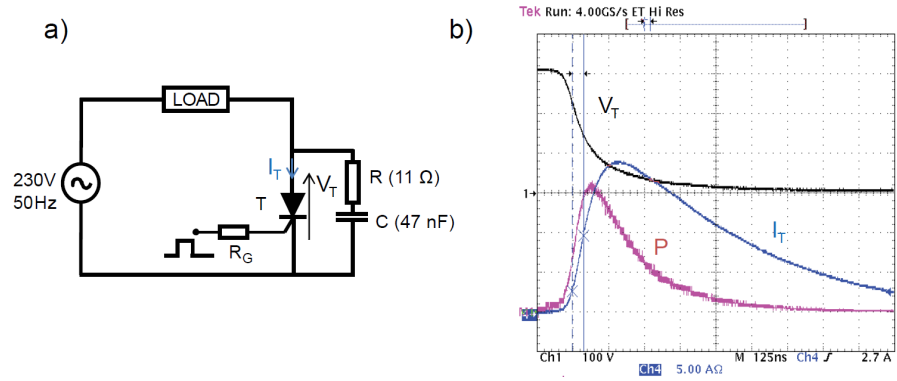 a)
LOAD
230V
50Hz
I_T
T
V_T
R_G
R (11 Ω)
C (47 nF)
b)
Tek Run: 4.00GS/s ET Hi Res
V_T
1
I_T
P
Ch1 100 V M 125ns Ch4 2.7 A
Ch4 5.00 AΩ